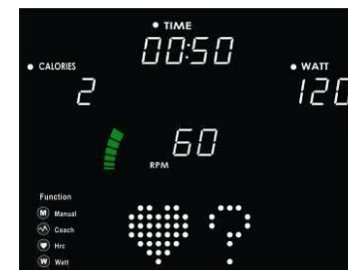 TIME
00:50
CALORIES
2
WATT
120
60
RPM
Function
M Manual
Coach
Hrc
W Watt
?